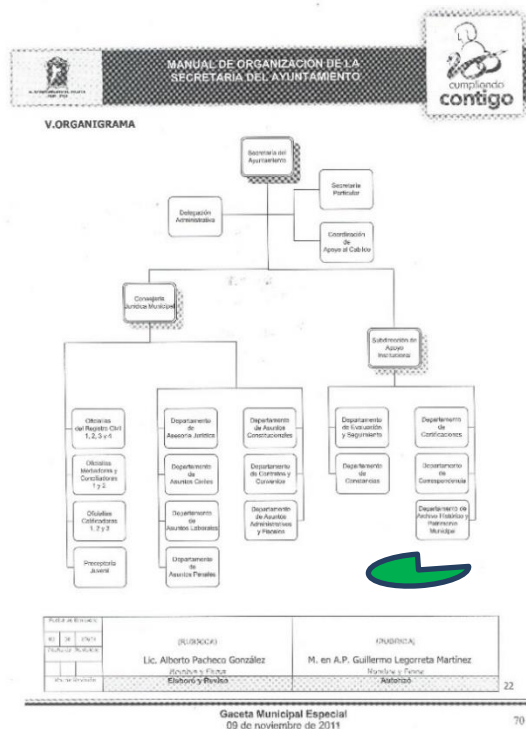 MANUAL DE ORGANIZACIÓN DE LA
SECRETARIA DEL AYUNTAMIENTO
cumpliendo
contigo
V.ORGANIGRAMA
Secretaría del
Ayuntamiento
Secretaría
Particular
Delegación
Administrativa
Coordinación
de
Apoyo al Cabildo
Consejería
Jurídica Municipal
Subdirección de
Apoyo
Institucional
Oficialías
del Registro Civil
1, 2, 3 y 4
Departamento
de
Asesoría Jurídica
Departamento
de Asuntos
Constitucionales
Departamento
de Evaluación
y Seguimiento
Departamento
de
Certificaciones
Oficialías
Mediadoras y
Conciliadoras
1 y 2
Departamento
de
Asuntos Civiles
Departamento
de Contratos y
Convenios
Departamento
de
Constancias
Departamento
de
Correspondencia
Oficialías
Calificadoras
1, 2 y 3
Departamento
de
Asuntos Laborales
Departamento
de Asuntos
Administrativos
y Fiscales
Departamento de
Archivo Histórico y
Patrimonio
Municipal
Preceptoría
Juvenil
Departamento
de
Asuntos Penales
(RUBRICA)
(RUBRICA)
Lic. Alberto Pacheco González
M. en A.P. Guillermo Legorreta Martínez
Nombre y Firma
Nombre y Firma
Elaboró y Revisó
Autorizó
22
Gaceta Municipal Especial
09 de noviembre de 2011
70